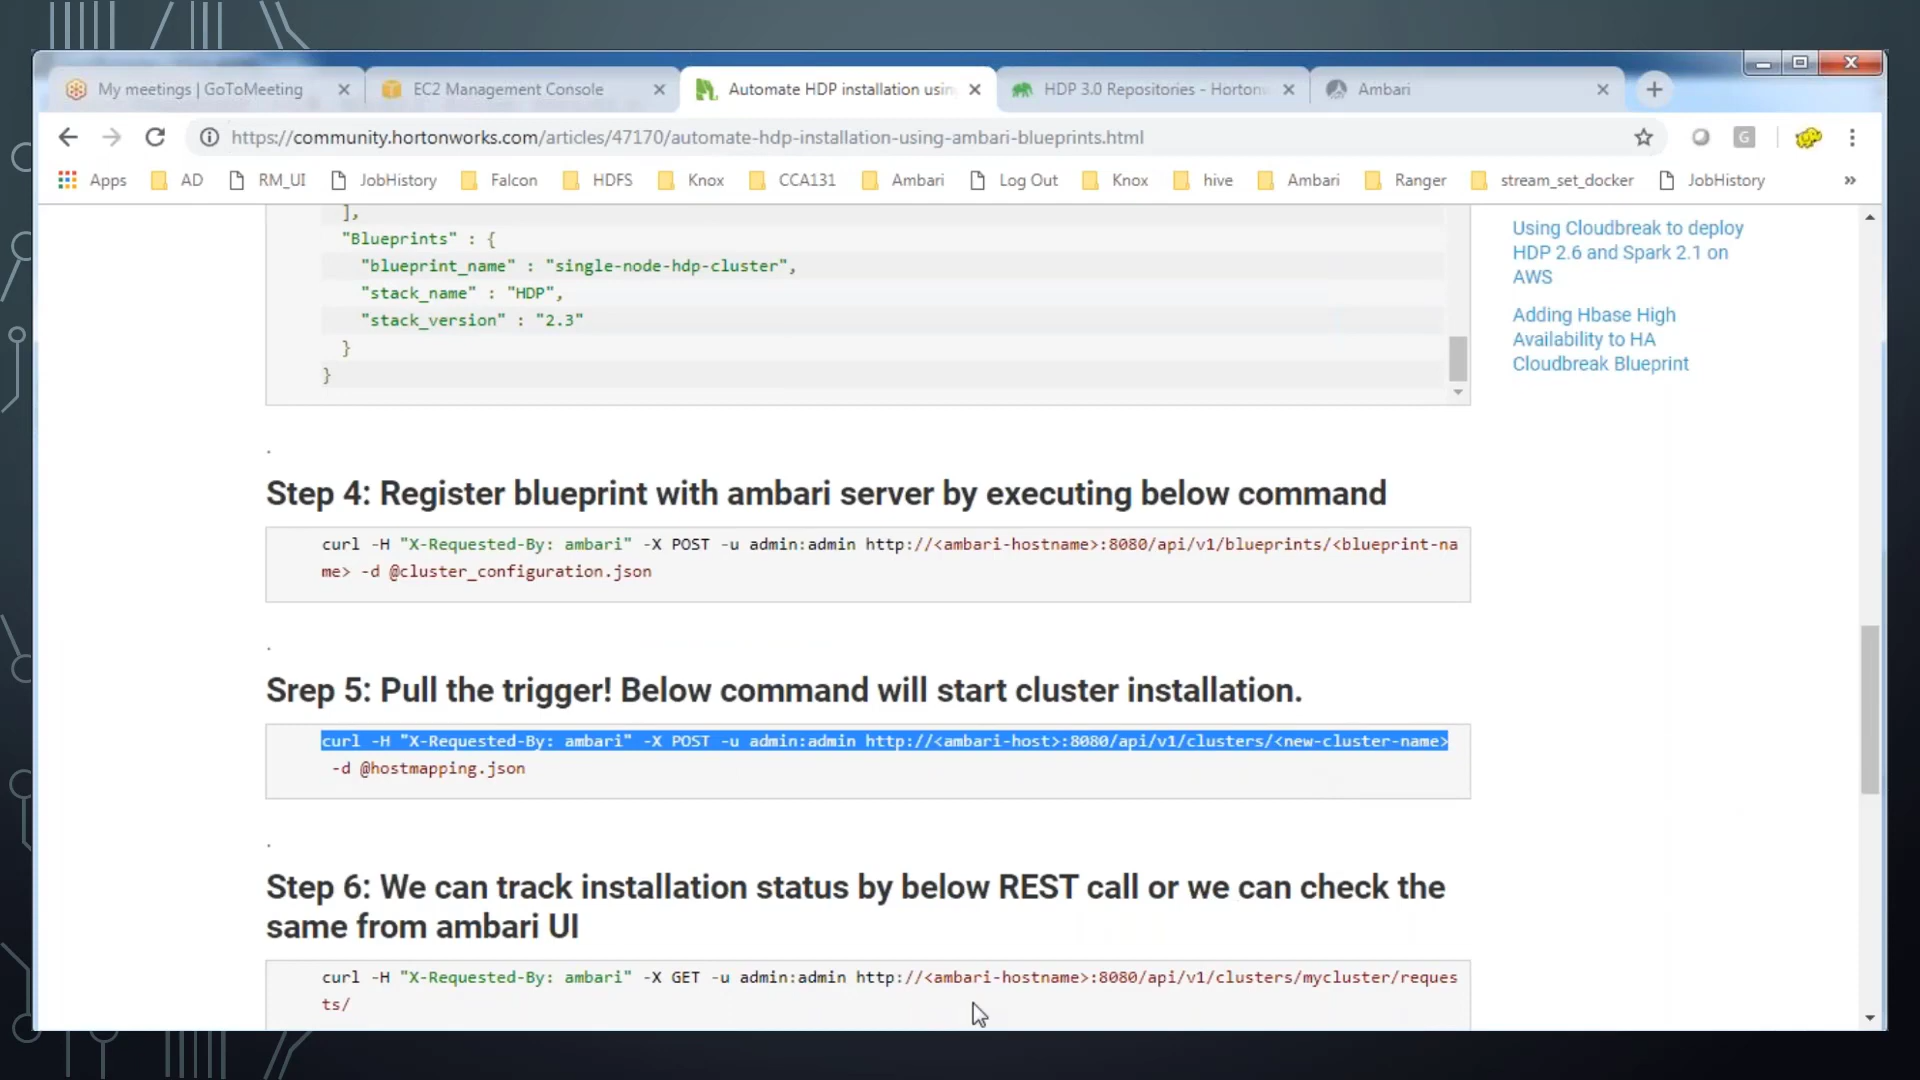 My meetings | GoToMeeting
EC2 Management Console
Automate HDP installation usin
HDP 3.0 Repositories - Horton
Ambari
https://community.hortonworks.com/articles/47170/automate-hdp-installation-using-ambari-blueprints.html
G
Apps
AD
RM_UI
JobHistory
Falcon
HDFS
Knox
CCA131
Ambari
Log Out
Knox
hive
Ambari
Ranger
stream_set_docker
JobHistory
»
],
"Blueprints" : {
"blueprint_name" : "single-node-hdp-cluster",
"stack_name" : "HDP",
"stack_version" : "2.3"
}
}
Using Cloudbreak to deploy
HDP 2.6 and Spark 2.1 on
AWS
Adding Hbase High
Availability to HA
Cloudbreak Blueprint
.
Step 4: Register blueprint with ambari server by executing below command
curl -H "X-Requested-By: ambari" -X POST -u admin:admin http://<ambari-hostname>:8080/api/v1/blueprints/<blueprint-na
me> -d @cluster_configuration.json
.
Srep 5: Pull the trigger! Below command will start cluster installation.
curl -H "X-Requested-By: ambari" -X POST -u admin:admin http://<ambari-host>:8080/api/v1/clusters/<new-cluster-name>
-d @hostmapping.json
.
Step 6: We can track installation status by below REST call or we can check the
same from ambari UI
curl -H "X-Requested-By: ambari" -X GET -u admin:admin http://<ambari-hostname>:8080/api/v1/clusters/mycluster/reques
ts/